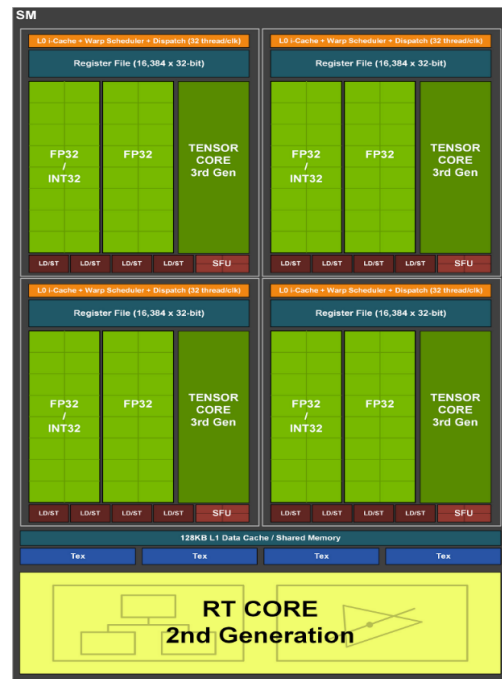 SM
L0 i-Cache + Warp Scheduler + Dispatch (32 thread/clk)
Register File (16,384 x 32-bit)
FP32
/
INT32
FP32
TENSOR
CORE
3rd Gen
LD/ST
LD/ST
LD/ST
LD/ST
SFU
L0 i-Cache + Warp Scheduler + Dispatch (32 thread/clk)
Register File (16,384 x 32-bit)
FP32
/
INT32
FP32
TENSOR
CORE
3rd Gen
LD/ST
LD/ST
LD/ST
LD/ST
SFU
L0 i-Cache + Warp Scheduler + Dispatch (32 thread/clk)
Register File (16,384 x 32-bit)
FP32
/
INT32
FP32
TENSOR
CORE
3rd Gen
LD/ST
LD/ST
LD/ST
LD/ST
SFU
L0 i-Cache + Warp Scheduler + Dispatch (32 thread/clk)
Register File (16,384 x 32-bit)
FP32
/
INT32
FP32
TENSOR
CORE
3rd Gen
LD/ST
LD/ST
LD/ST
LD/ST
SFU
128KB L1 Data Cache / Shared Memory
Tex
Tex
Tex
Tex
RT CORE
2nd Generation